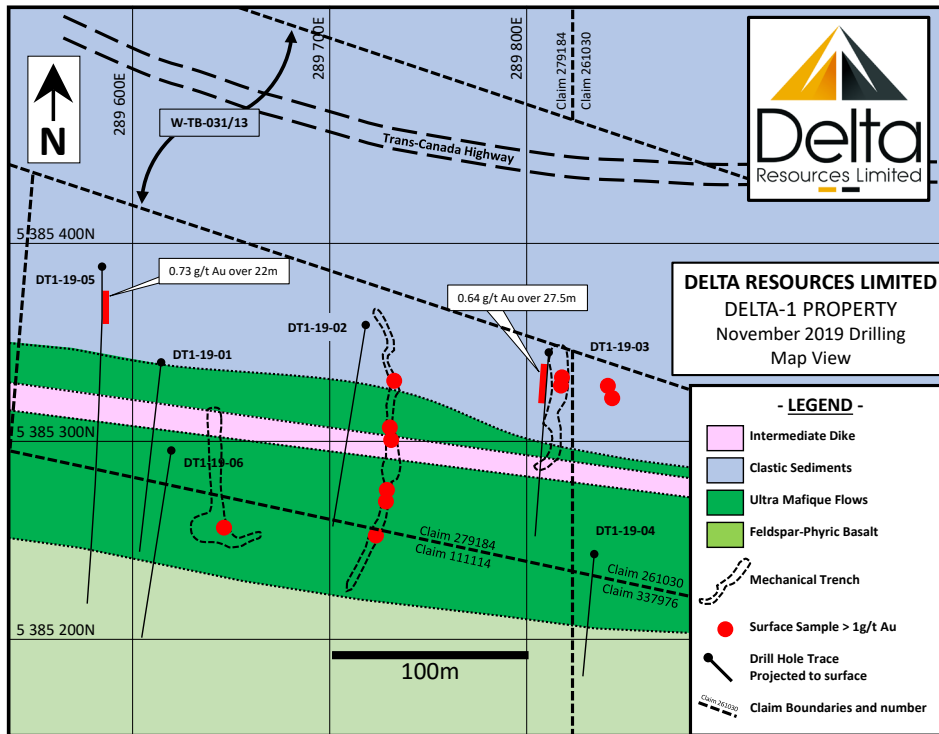 289 600E
289 700E
289 800E
Claim 279184
Claim 261030
Delta
Resources Limited
N
W-TB-031/13
Trans-Canada Highway
5 385 400N
DT1-19-05
0.73 g/t Au over 22m
0.64 g/t Au over 27.5m
DT1-19-02
DT1-19-03
DT1-19-01
DELTA RESOURCES LIMITED
DELTA-1 PROPERTY
November 2019 Drilling
Map View
5 385 300N
DT1-19-06
DT1-19-04
Claim 279184
Claim 111114
Claim 261030
Claim 337976
5 385 200N
100m
- LEGEND -
Intermediate Dike
Clastic Sediments
Ultra Mafique Flows
Feldspar-Phyric Basalt
Mechanical Trench
Surface Sample > 1g/t Au
Drill Hole Trace
Projected to surface
Claim 261030
Claim Boundaries and number